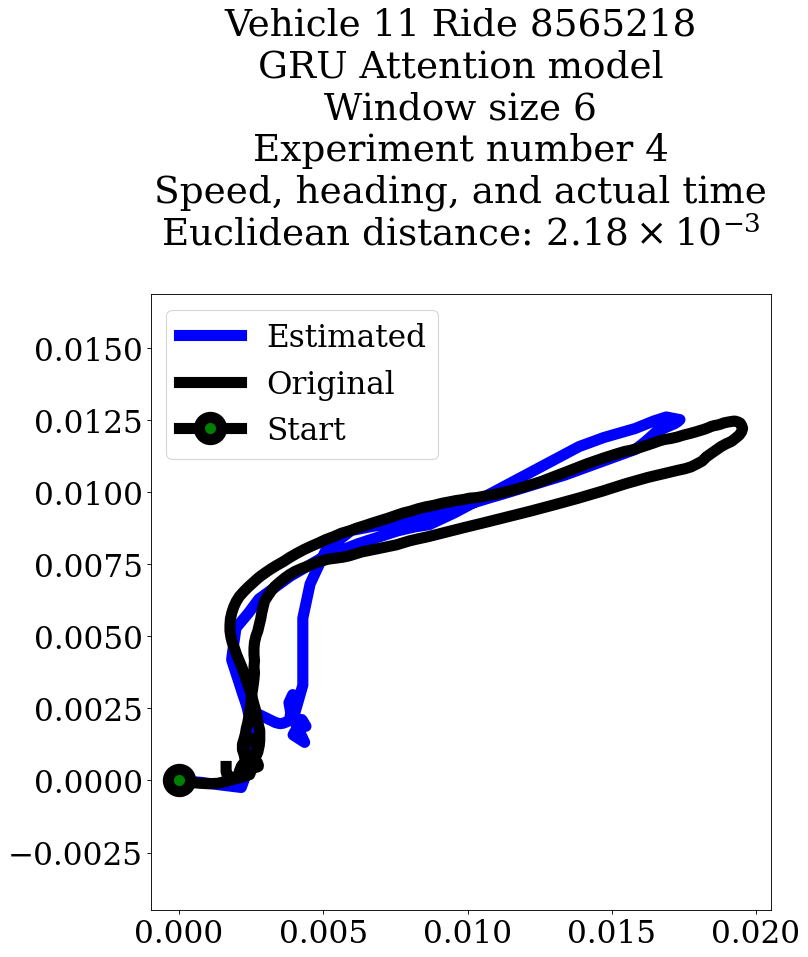 Vehicle 11 Ride 8565218
GRU Attention model
Window size 6
Experiment number 4
Speed, heading, and actual time
Euclidean distance: 2.18 × 10⁻³
Estimated
Original
Start
0.0150
0.0125
0.0100
0.0075
0.0050
0.0025
0.0000
−0.0025
0.000 0.005 0.010 0.015 0.020